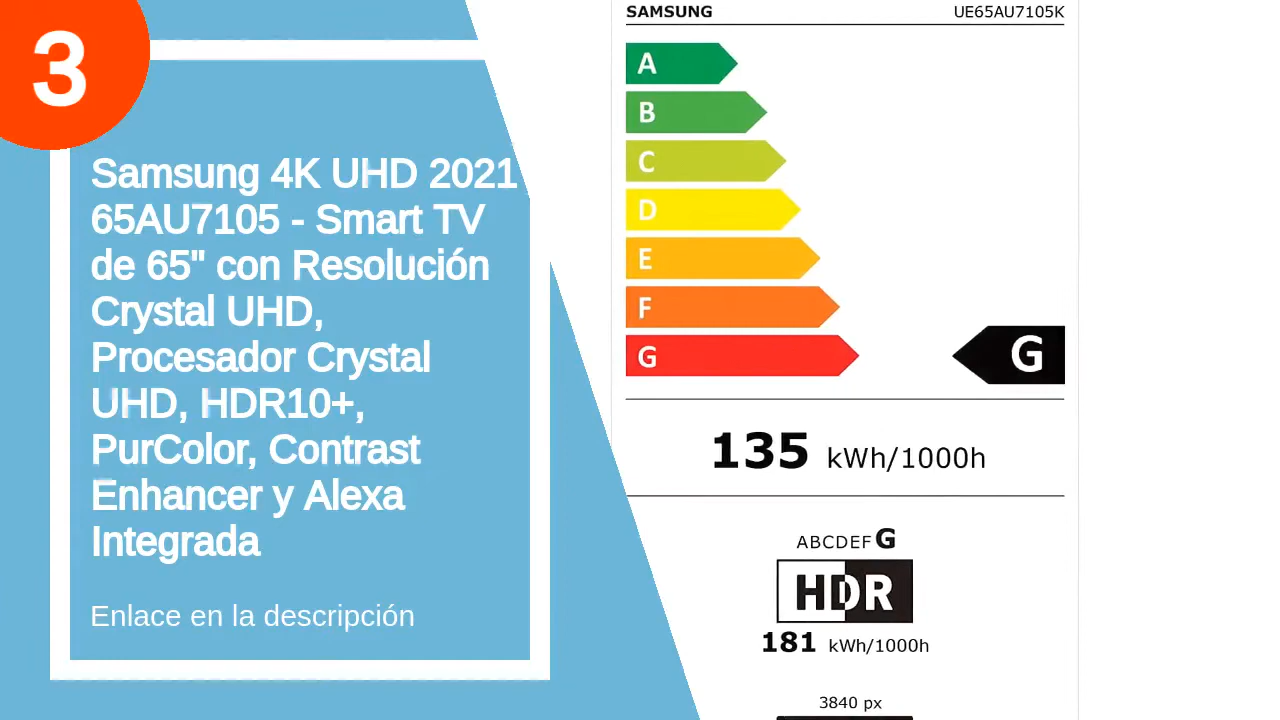 3
Samsung 4K UHD 2021
65AU7105 - Smart TV
de 65" con Resolución
Crystal UHD,
Procesador Crystal
UHD, HDR10+,
PurColor, Contrast
Enhancer y Alexa
Integrada
Enlace en la descripción
SAMSUNG UE65AU7105K
A
B
C
D
E
F
G G
135 kWh/1000h
ABCDEFG
HDR
181 kWh/1000h
3840 px